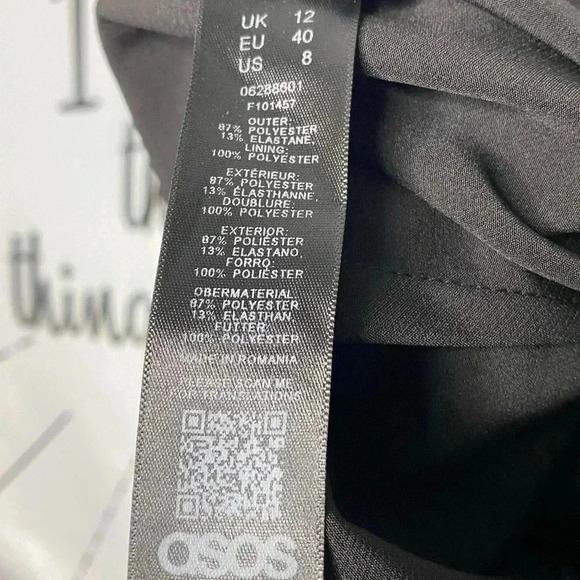 UK 12
EU 40
US 8
06288601
F101457
OUTER:
87% POLYESTER
13% ELASTANE,
LINING:
100% POLYESTER
EXTÉRIEUR:
87% POLYESTER
13% ÉLASTHANNE,
DOUBLURE:
100% POLYESTER
EXTERIOR:
87% POLIÉSTER
13% ELASTANO,
FORRO:
100% POLIÉSTER
OBERMATERIAL:
87% POLYESTER
13% ELASTHAN,
FUTTER:
100% POLYESTER
MADE IN ROMANIA
PLEASE SCAN ME
FOR TRANSLATIONS
asos
thing